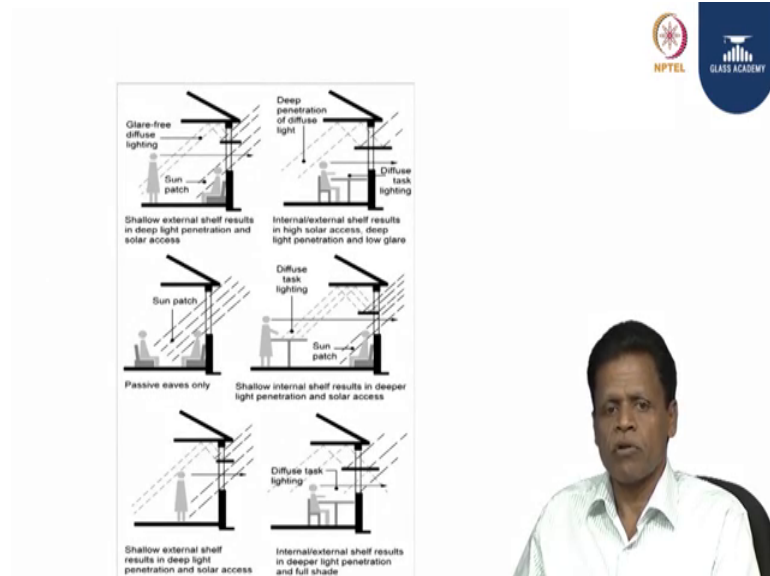 NPTEL
GLASS ACADEMY
Glare-free
diffuse
lighting
Sun
patch
Shallow external shelf results
in deep light penetration and
solar access
Deep
penetration
of diffuse
light
Diffuse
task
lighting
Internal/external shelf results
in high solar access, deep
light penetration and low glare
Sun patch
Passive eaves only
Diffuse
task
lighting
Sun
patch
Shallow internal shelf results in deeper
light penetration and solar access
Shallow external shelf
results in deep light
penetration and solar access
Diffuse task
lighting
Internal/external shelf results
in deeper light penetration
and full shade